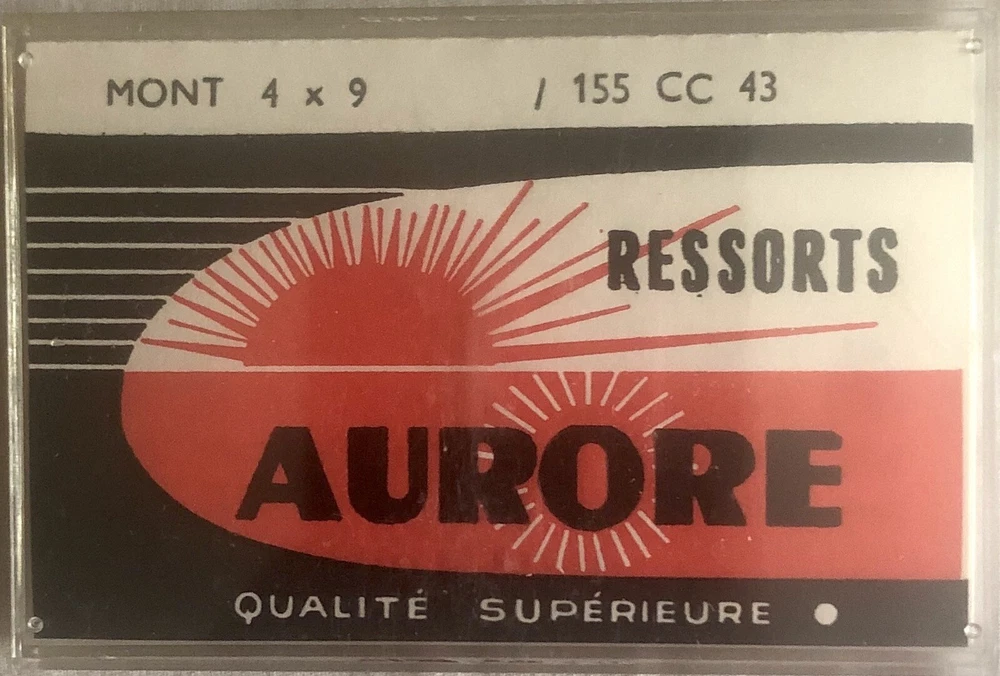 MONT 4 x 9 / 155 CC 43
RESSORTS
AURORE
QUALITÉ SUPÉRIEURE